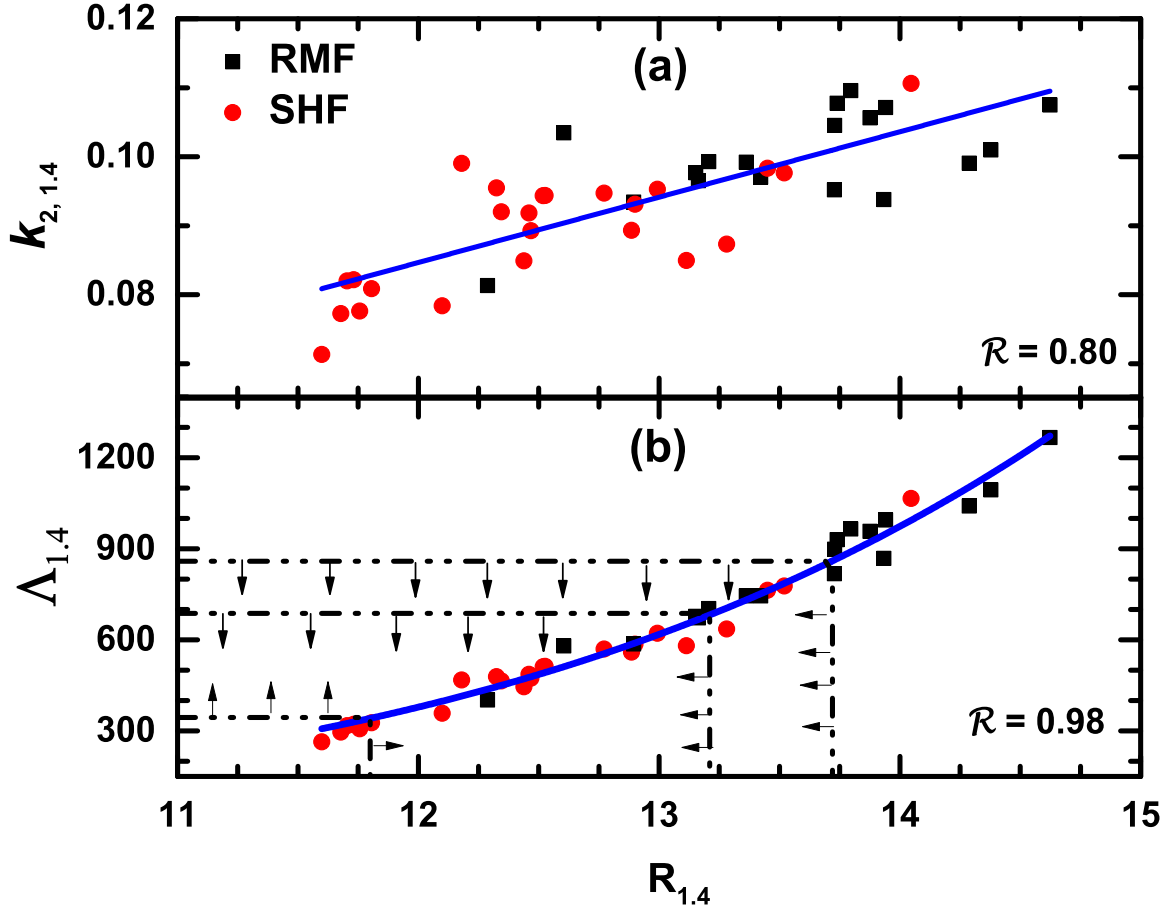 0.12
0.10
0.08
k2, 1.4
RMF
SHF
(a)
ℛ = 0.80
1200
900
600
300
Λ1.4
(b)
ℛ = 0.98
11 12 13 14 15
R1.4